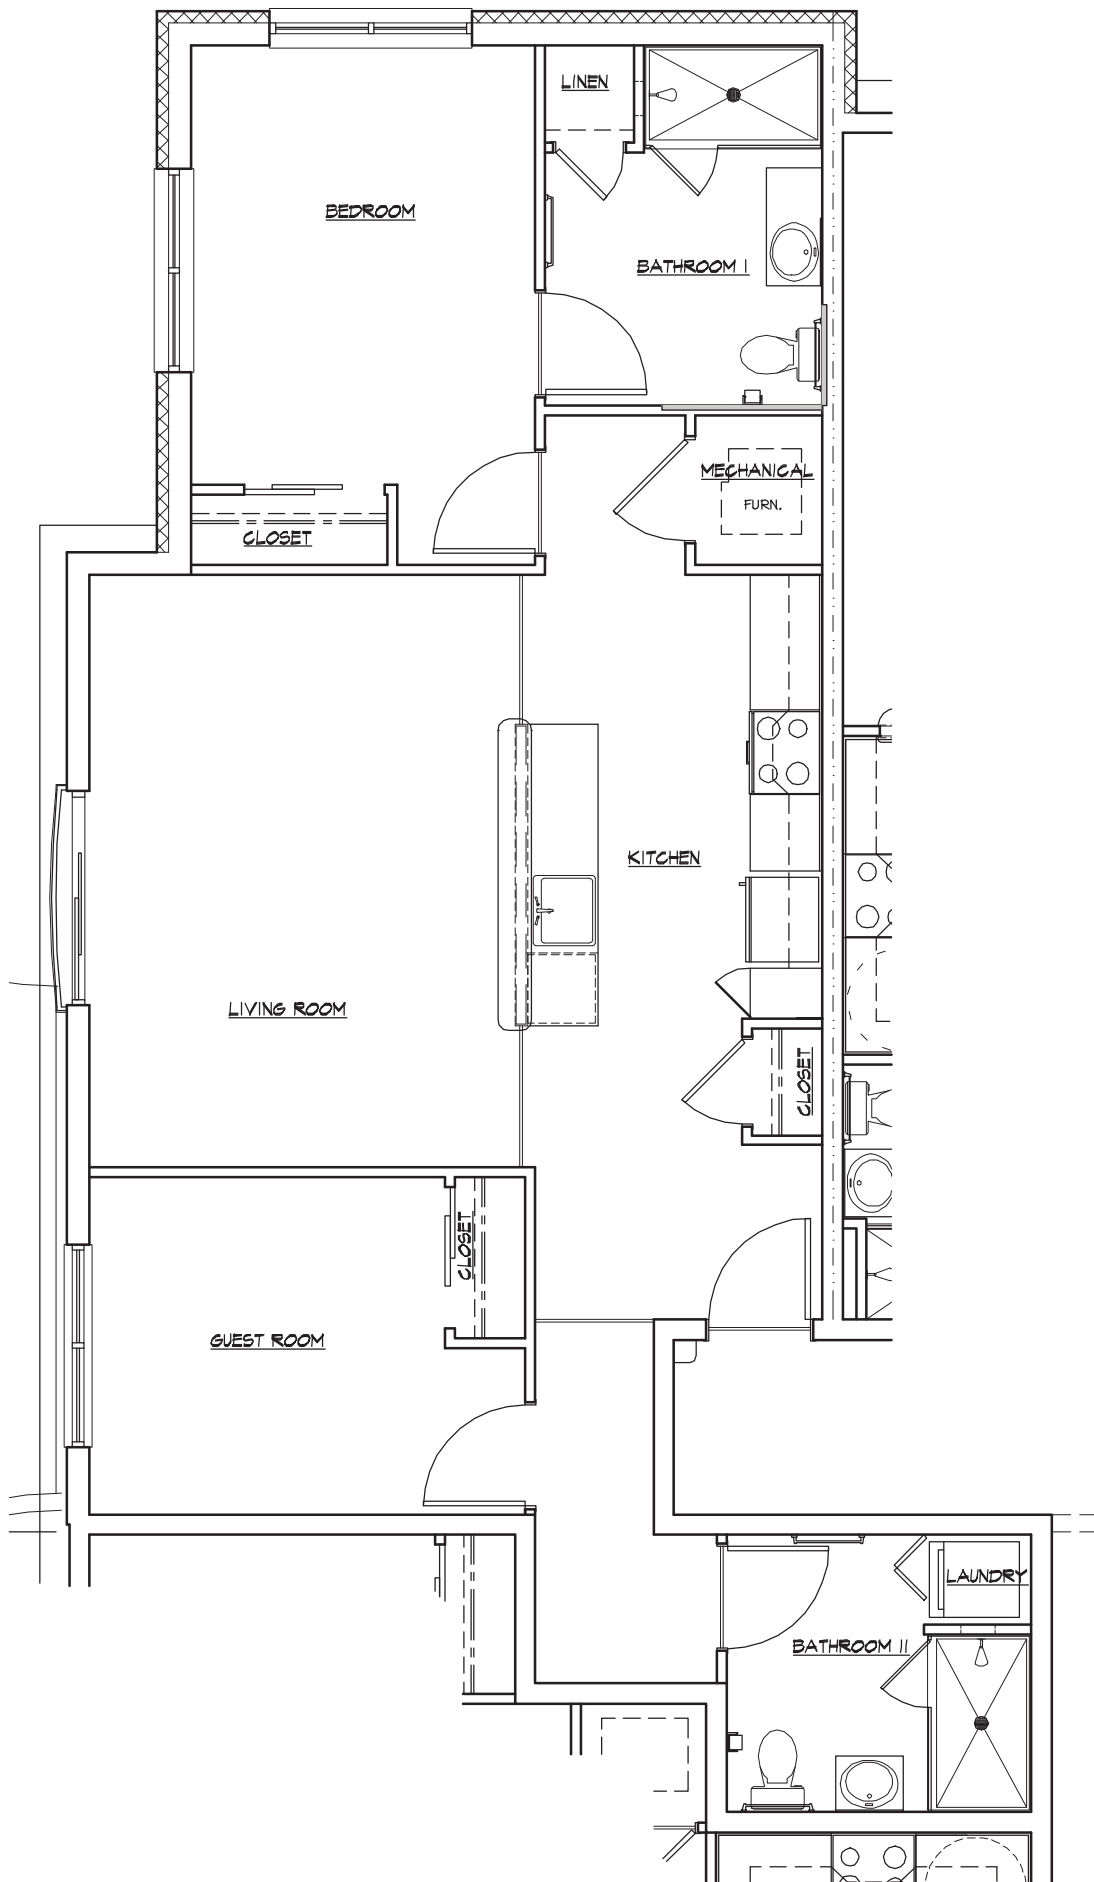 LINEN
BEDROOM
BATHROOM I
MECHANICAL
FURN.
CLOSET
KITCHEN
LIVING ROOM
CLOSET
CLOSET
GUEST ROOM
LAUNDRY
BATHROOM II